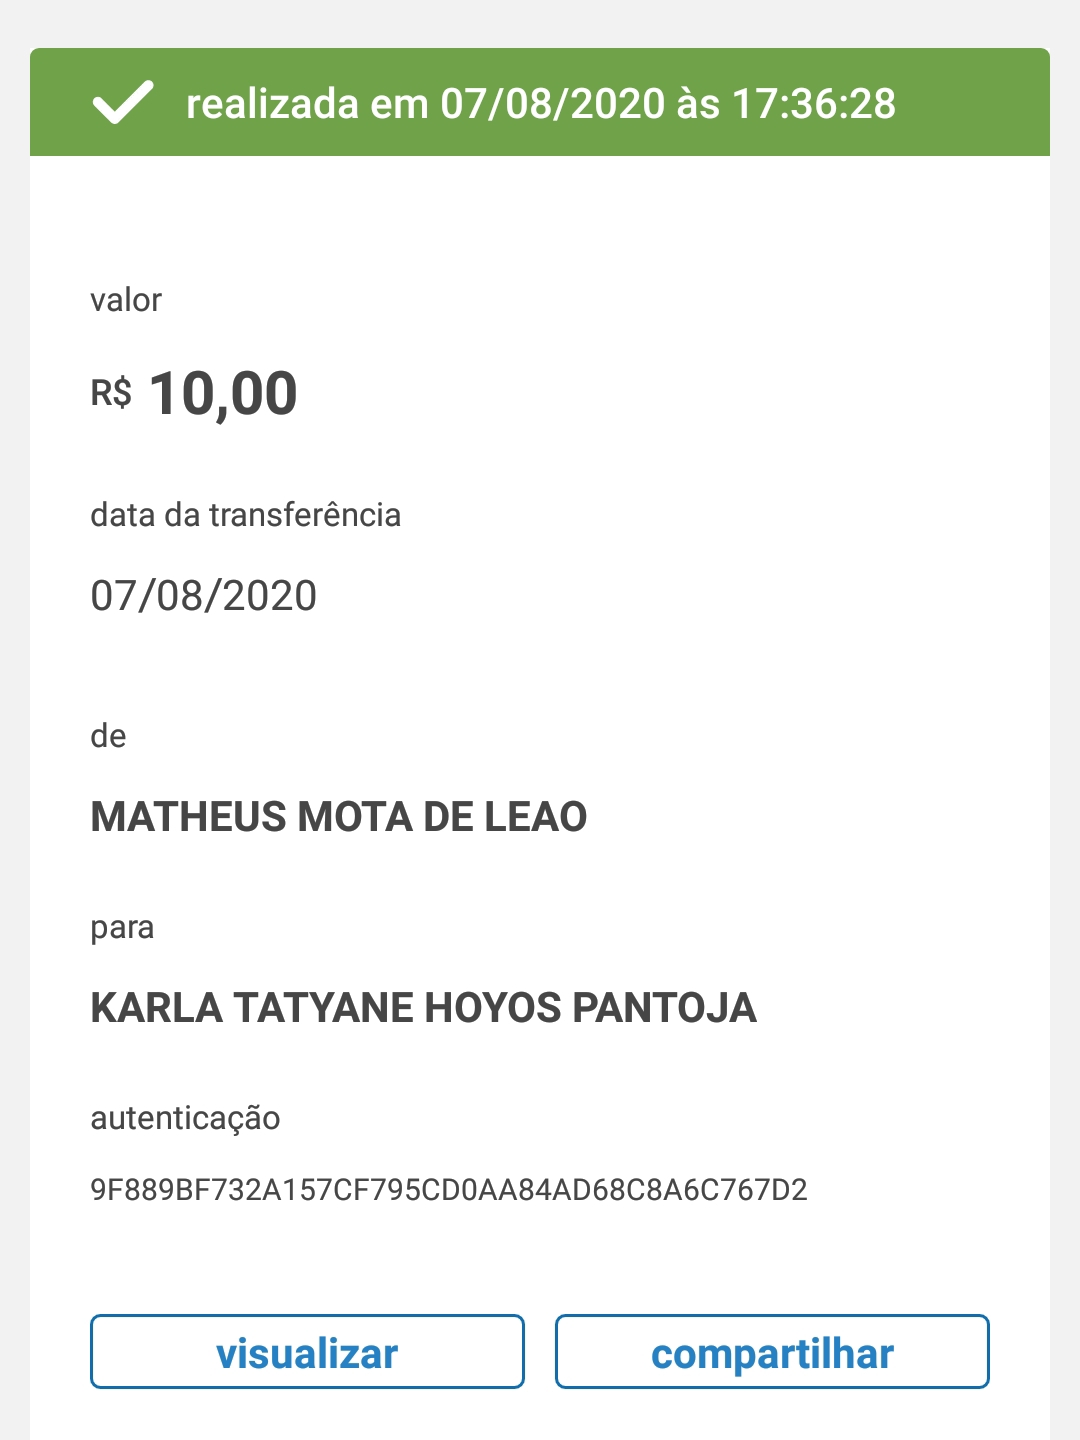 realizada em 07/08/2020 às 17:36:28
valor
R$ 10,00
data da transferência
07/08/2020
de
MATHEUS MOTA DE LEAO
para
KARLA TATYANE HOYOS PANTOJA
autenticação
9F889BF732A157CF795CD0AA84AD68C8A6C767D2
visualizar compartilhar